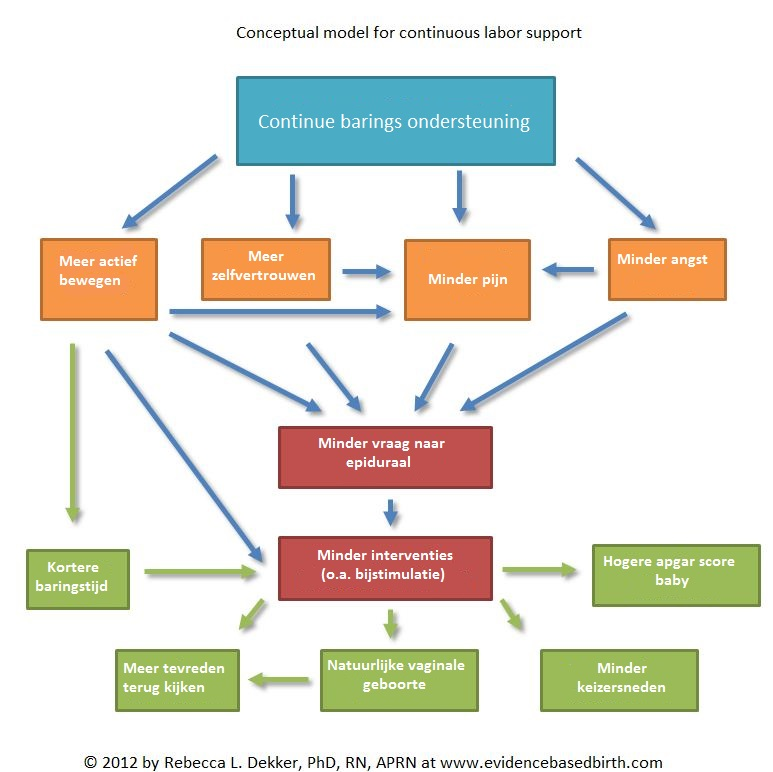 Conceptual model for continuous labor support
Continue barings ondersteuning
Meer actief
bewegen
Meer
zelfvertrouwen
Minder pijn
Minder angst
Minder vraag naar
epiduraal
Kortere
baringstijd
Minder interventies
(o.a. bijstimulatie)
Hogere apgar score
baby
Meer tevreden
terug kijken
Natuurlijke vaginale
geboorte
Minder
keizersneden
© 2012 by Rebecca L. Dekker, PhD, RN, APRN at www.evidencebasedbirth.com